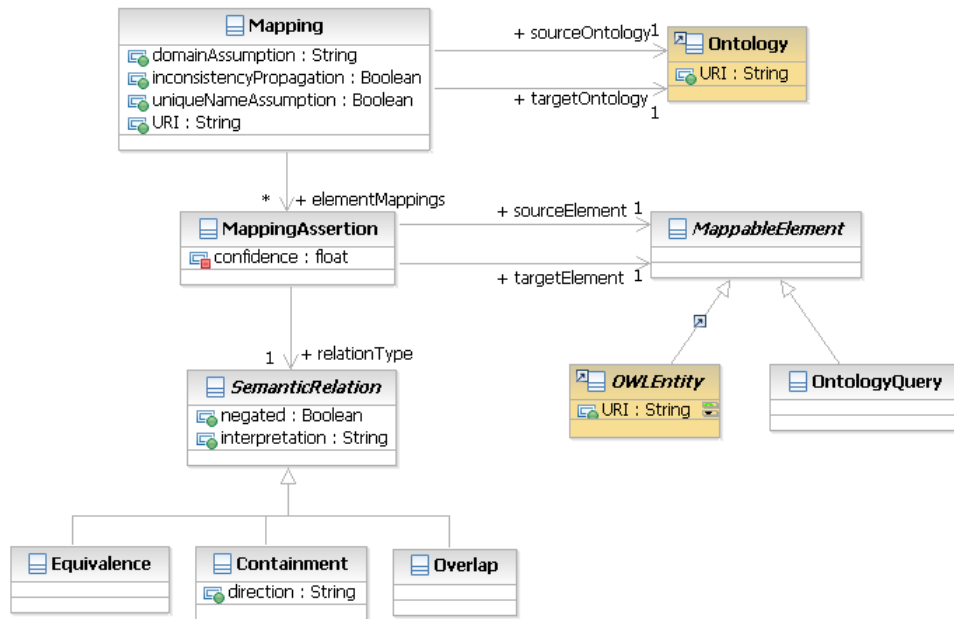 Mapping
domainAssumption : String
inconsistencyPropagation : Boolean
uniqueNameAssumption : Boolean
URI : String
+ sourceOntology
1
+ targetOntology
1
Ontology
URI : String
* + elementMappings
MappingAssertion
confidence : float
+ sourceElement 1
+ targetElement 1
MappableElement
1 + relationType
SemanticRelation
negated : Boolean
interpretation : String
OWLEntity
URI : String
OntologyQuery
Equivalence
Containment
direction : String
Overlap